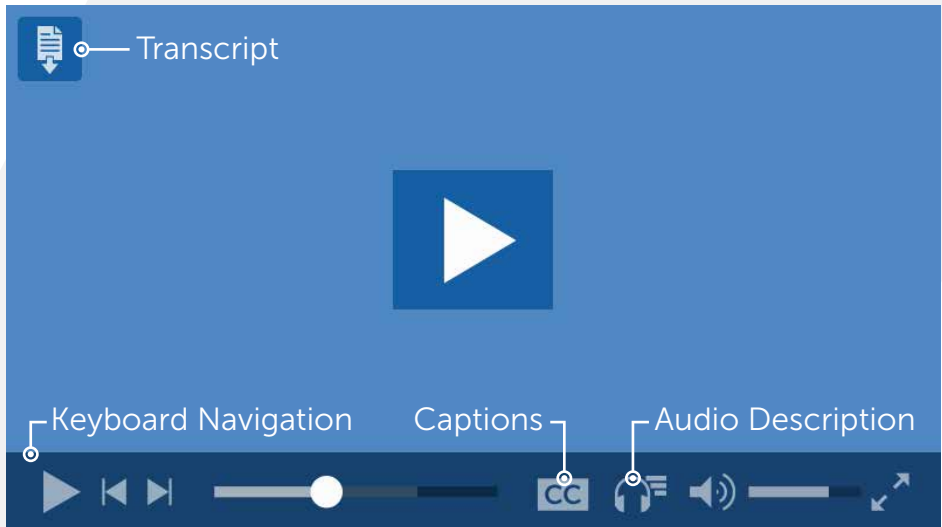 Transcript
Keyboard Navigation
Captions
Audio Description
CC